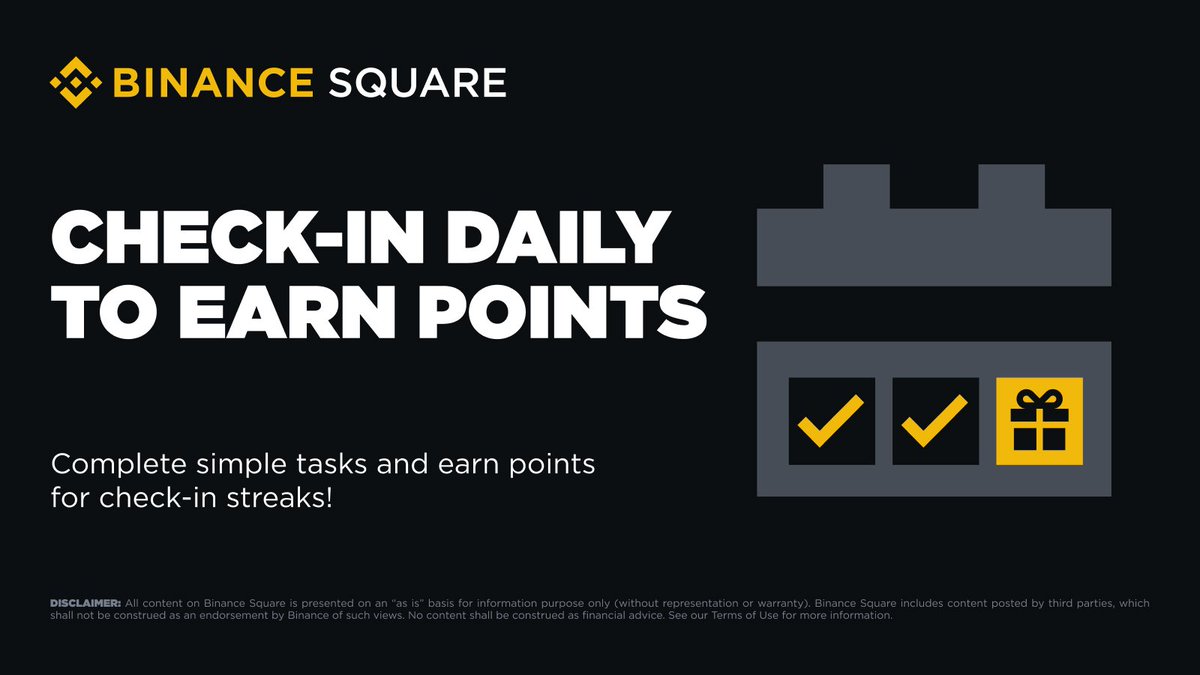 BINANCE SQUARE
CHECK-IN DAILY
TO EARN POINTS
Complete simple tasks and earn points
for check-in streaks!
DISCLAIMER: All content on Binance Square is presented on an “as is” basis for information purpose only (without representation or warranty). Binance Square includes content posted by third parties, which
shall not be construed as an endorsement by Binance of such views. No content shall be construed as financial advice. See our Terms of Use for more information.